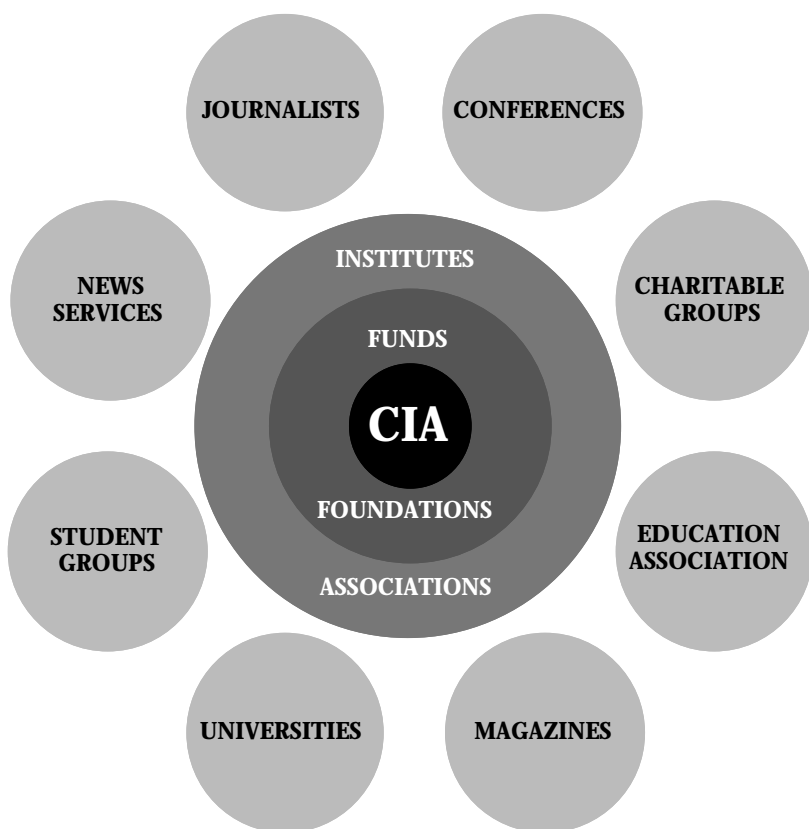 JOURNALISTS
CONFERENCES
INSTITUTES
NEWS
SERVICES
CHARITABLE
GROUPS
FUNDS
CIA
FOUNDATIONS
STUDENT
GROUPS
EDUCATION
ASSOCIATION
ASSOCIATIONS
UNIVERSITIES
MAGAZINES